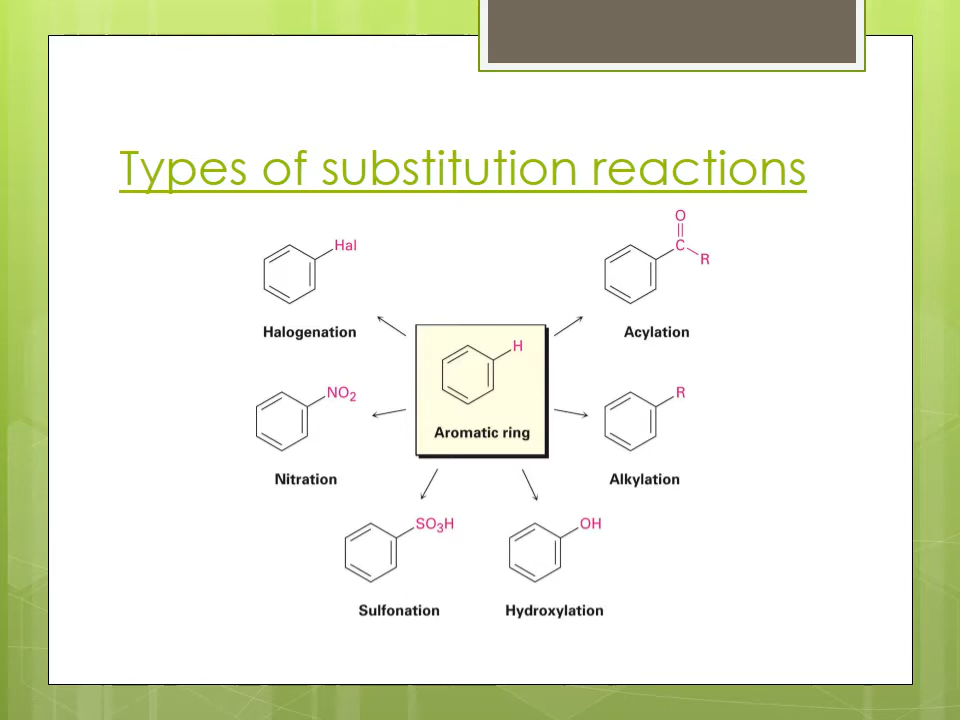 Types of substitution reactions
O
Hal
C
R
Halogenation
Acylation
H
NO₂
R
Aromatic ring
Nitration
Alkylation
SO₃H
OH
Sulfonation
Hydroxylation